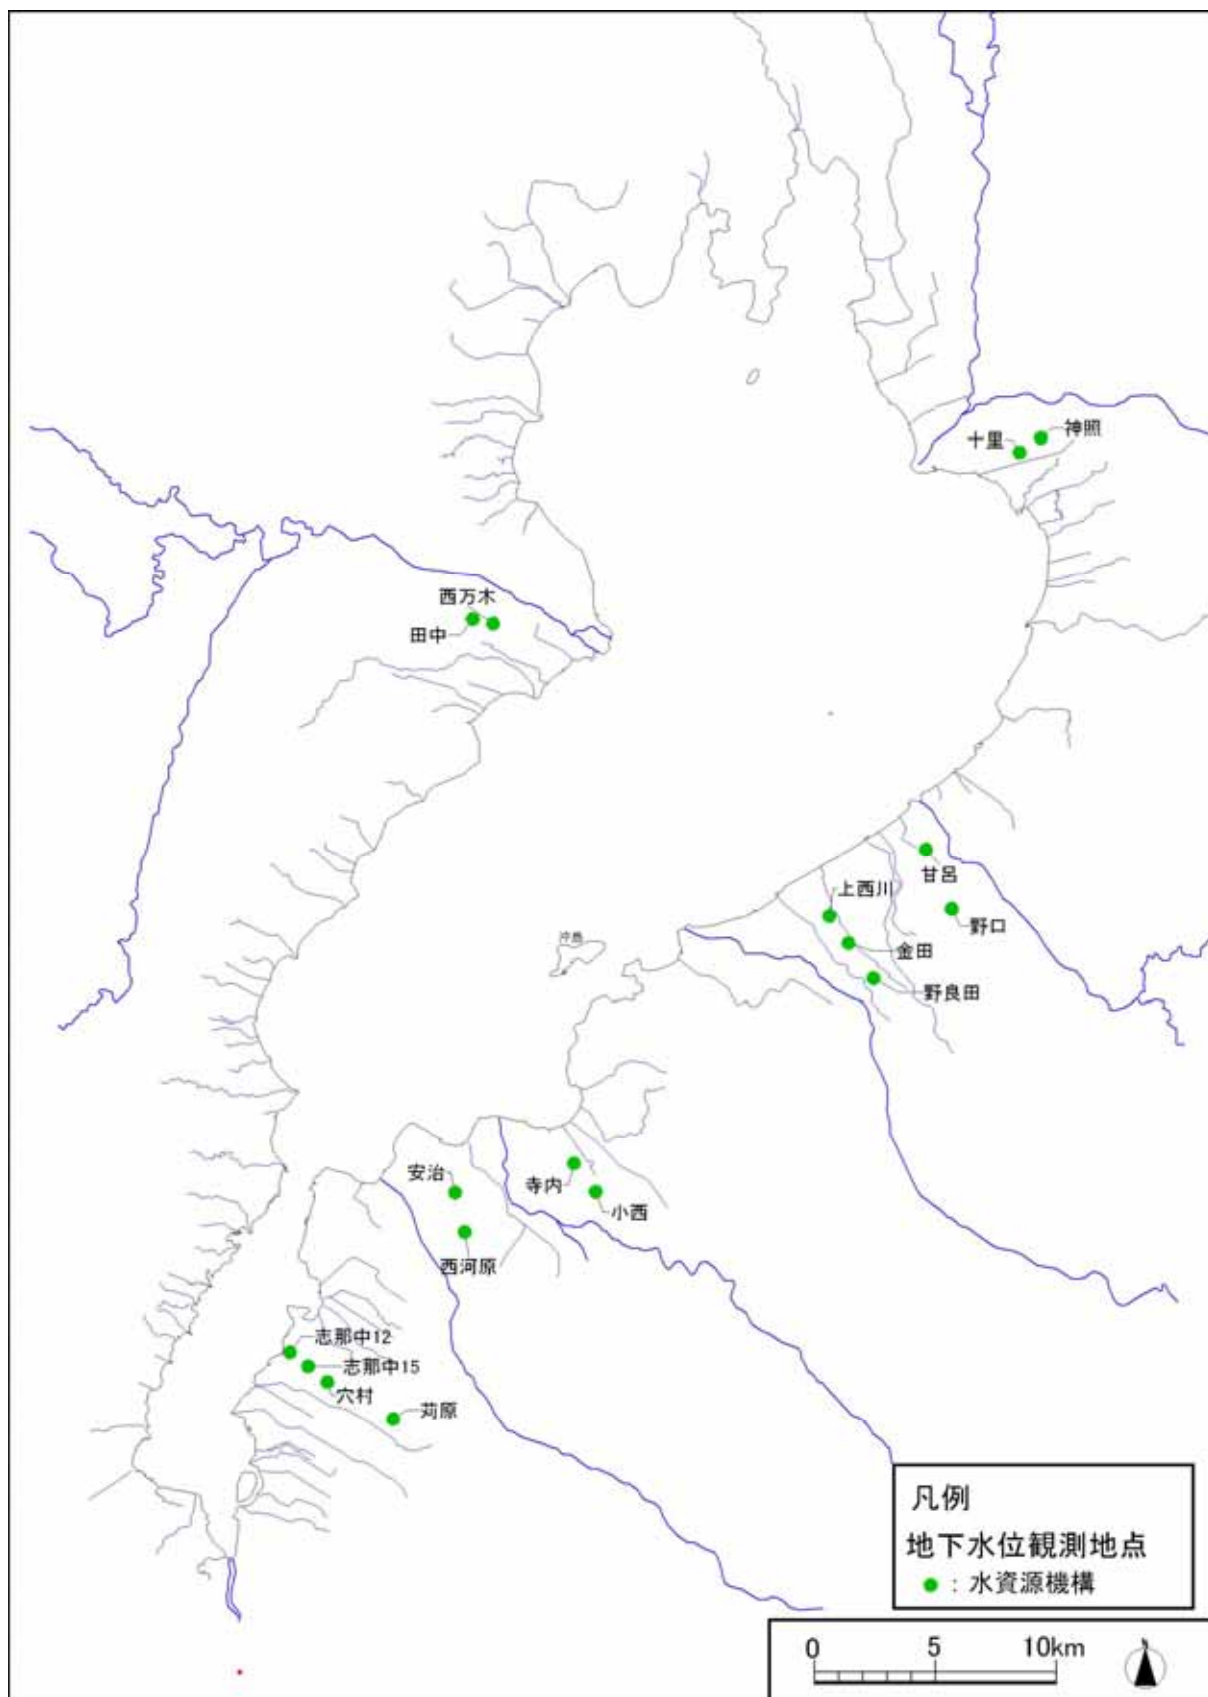 神照
十里
西万木
田中
甘呂
上西川
野口
沖島
金田
野良田
安治
寺内
小西
西河原
志那中12
志那中15
穴村
苅原
凡例
地下水位観測地点
：水資源機構
0 5 10km
N